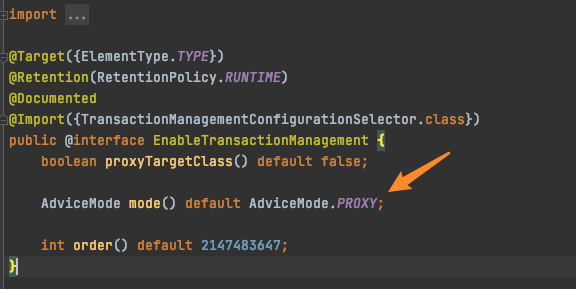 import ...
@Target({ElementType.TYPE})
@Retention(RetentionPolicy.RUNTIME)
@Documented
@Import({TransactionManagementConfigurationSelector.class})
public @interface EnableTransactionManagement {
    boolean proxyTargetClass() default false;
    AdviceMode mode() default AdviceMode.PROXY;
    int order() default 2147483647;
}